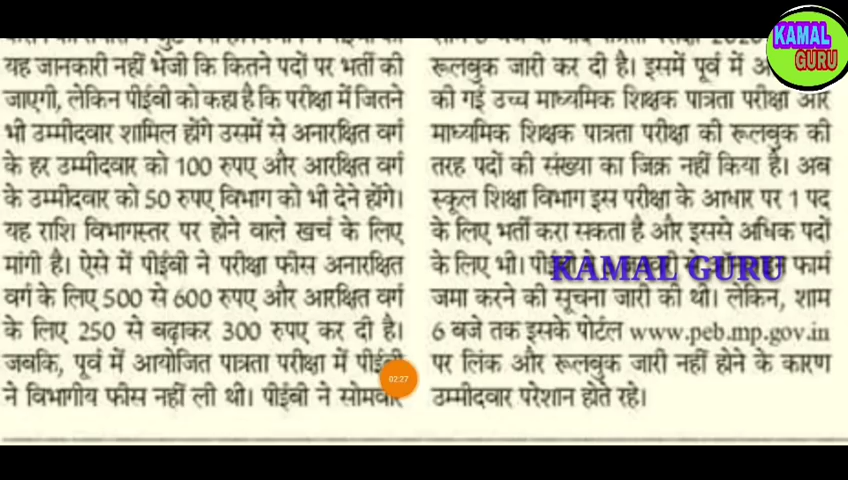 यह जानकारी नहीं भेजी कि कितने पदों पर भर्ती की
जाएगी, लेकिन पीईबी को कहा है कि परीक्षा में जितने
भी उम्मीदवार शामिल होंगे उसमें से अनारक्षित वर्ग
के हर उम्मीदवार को 100 रुपए और आरक्षित वर्ग
के उम्मीदवार को 50 रुपए विभाग को भी देने होंगे।
यह राशि विभागस्तर पर होने वाले खर्च के लिए
मांगी है। ऐसे में पीईबी ने परीक्षा फीस अनारक्षित
वर्ग के लिए 500 से 600 रुपए और आरक्षित वर्ग
के लिए 250 से बढ़ाकर 300 रुपए कर दी है।
जबकि, पूर्व में आयोजित पात्रता परीक्षा में पीईबी
ने विभागीय फीस नहीं ली थी। पीईबी ने सोमवार
रूलबुक जारी कर दी है। इसमें पूर्व में
की गई उच्च माध्यमिक शिक्षक पात्रता परीक्षा और
माध्यमिक शिक्षक पात्रता परीक्षा की रूलबुक की
तरह पदों की संख्या का जिक्र नहीं किया है। अब
स्कूल शिक्षा विभाग इस परीक्षा के आधार पर 1 पद
के लिए भर्ती करा सकता है और इससे अधिक पदों
के लिए भी। फार्म
जमा करने की सूचना जारी की थी। लेकिन, शाम
6 बजे तक इसके पोर्टल www.peb.mp.gov.in
पर लिंक और रूलबुक जारी नहीं होने के कारण
उम्मीदवार परेशान होते रहे।
KAMAL GURU
KAMAL
GURU
02:27